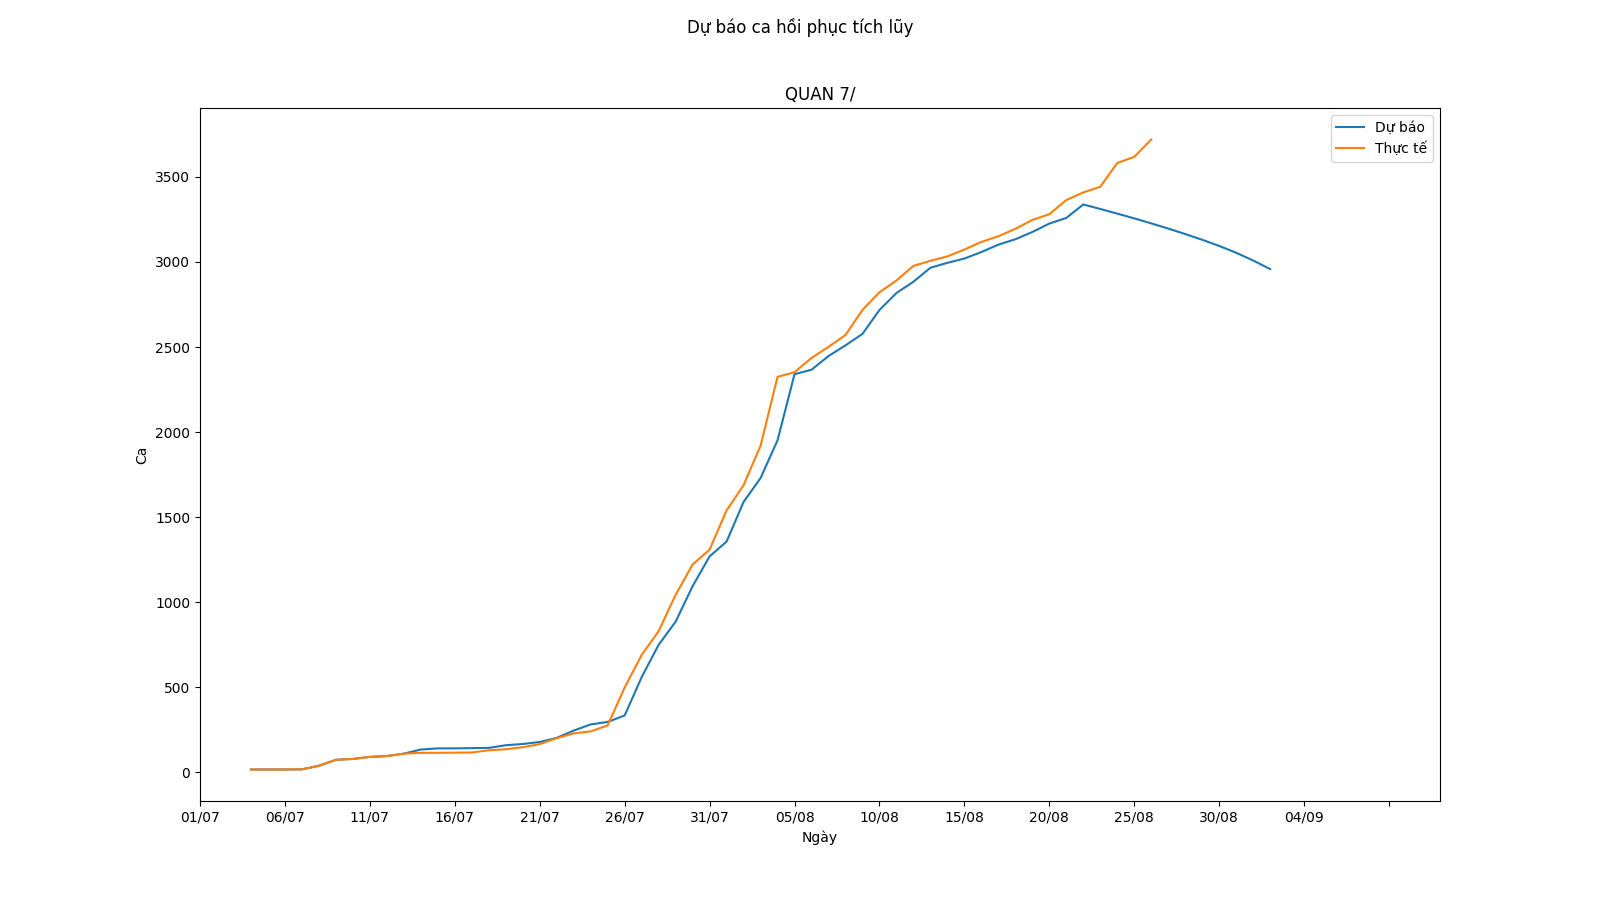 Dự báo ca hồi phục tích lũy
QUAN 7/
Dự báo
Thực tế
3500
3000
2500
2000
1500
1000
500
0
Ca
01/07 06/07 11/07 16/07 21/07 26/07 31/07 05/08 10/08 15/08 20/08 25/08 30/08 04/09
Ngày